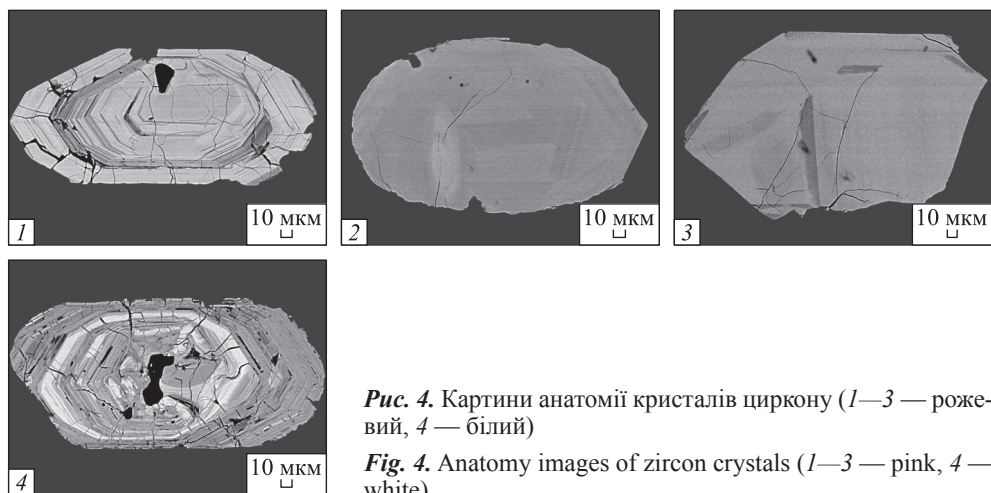 10 мкм
1
10 мкм
2
10 мкм
3
10 мкм
4
Рис. 4. Картини анатомії кристалів циркону (1—3 — роже-
вий, 4 — білий)
Fig. 4. Anatomy images of zircon crystals (1—3 — pink, 4 —
white)